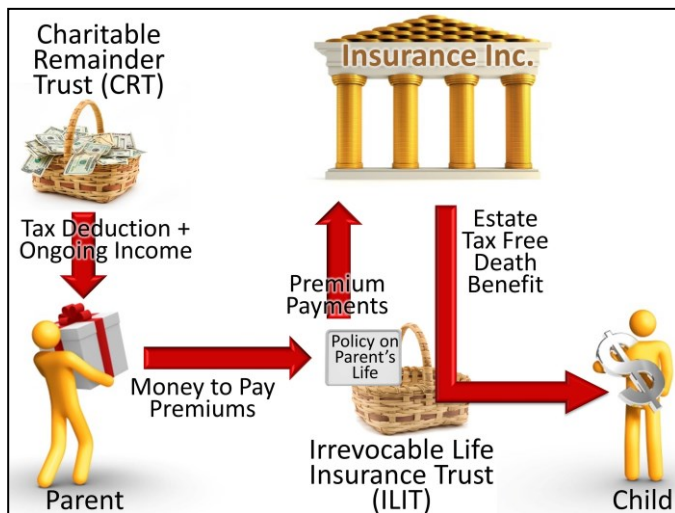 Charitable
Remainder
Trust (CRT)
Insurance Inc.
Tax Deduction +
Ongoing Income
Estate
Tax Free
Death
Benefit
Premium
Payments
Policy on
Parent's
Life
Money to Pay
Premiums
Irrevocable Life
Insurance Trust
(ILIT)
Parent
Child